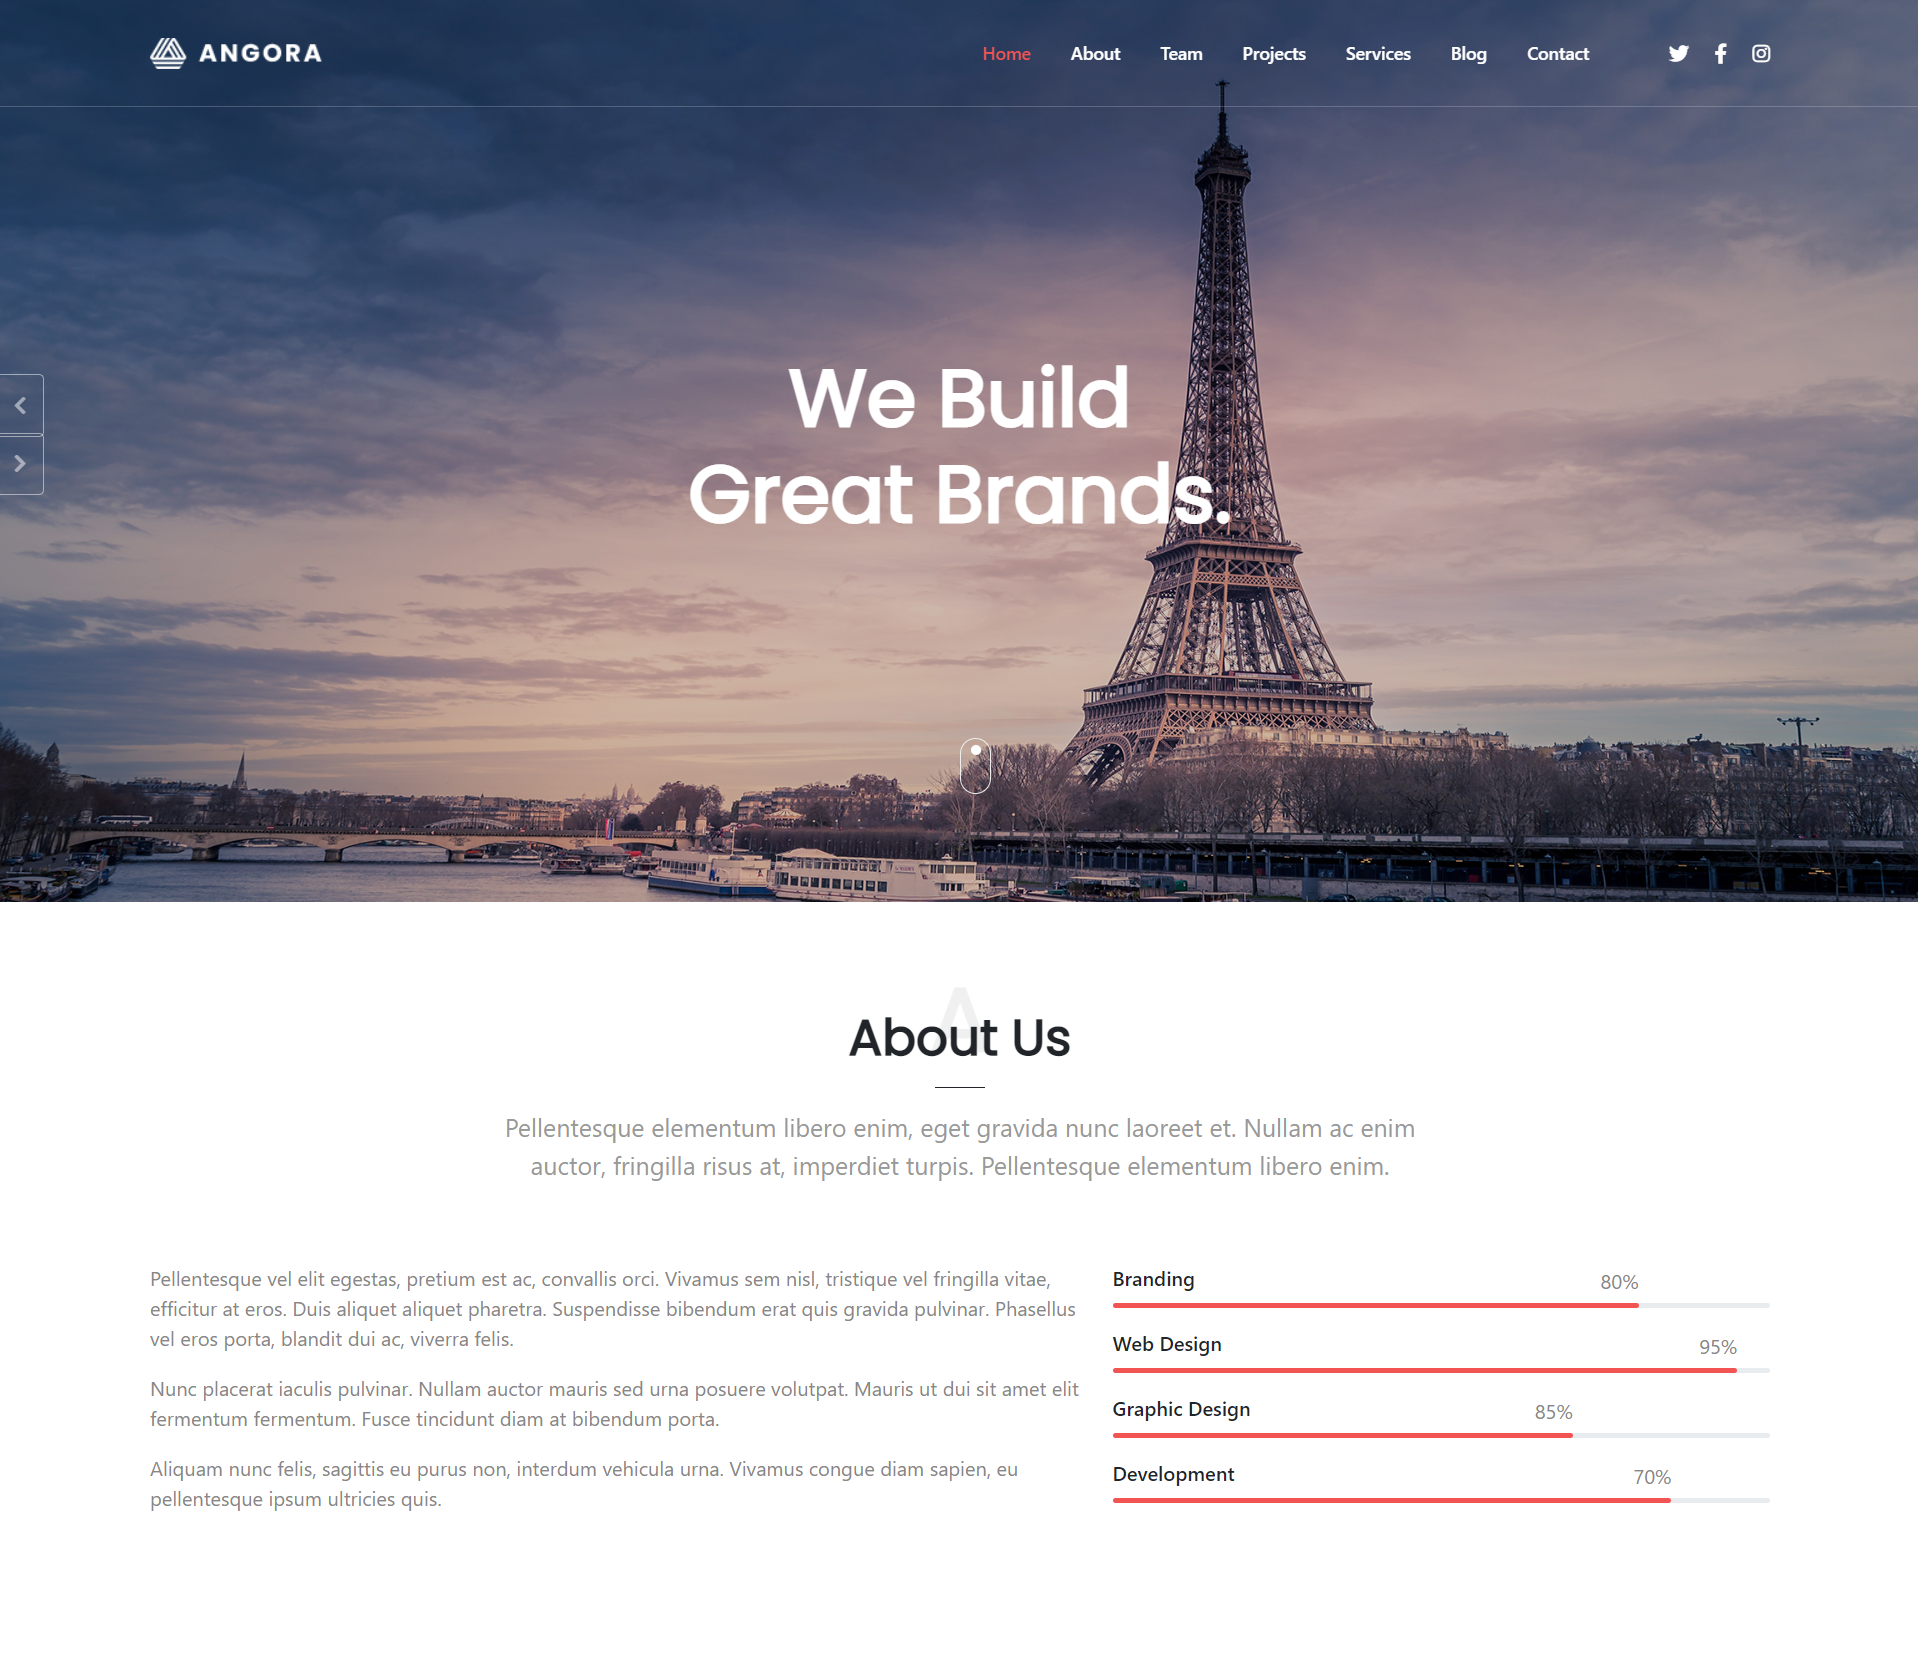 ANGORA
Home About Team Projects Services Blog Contact
We Build
Great Brands.
A
About Us
Pellentesque elementum libero enim, eget gravida nunc laoreet et. Nullam ac enim
auctor, fringilla risus at, imperdiet turpis. Pellentesque elementum libero enim.
Pellentesque vel elit egestas, pretium est ac, convallis orci. Vivamus sem nisl, tristique vel fringilla vitae,
efficitur at eros. Duis aliquet aliquet pharetra. Suspendisse bibendum erat quis gravida pulvinar. Phasellus
vel eros porta, blandit dui ac, viverra felis.
Nunc placerat iaculis pulvinar. Nullam auctor mauris sed urna posuere volutpat. Mauris ut dui sit amet elit
fermentum fermentum. Fusce tincidunt diam at bibendum porta.
Aliquam nunc felis, sagittis eu purus non, interdum vehicula urna. Vivamus congue diam sapien, eu
pellentesque ipsum ultricies quis.
Branding 80%
Web Design 95%
Graphic Design 85%
Development 70%